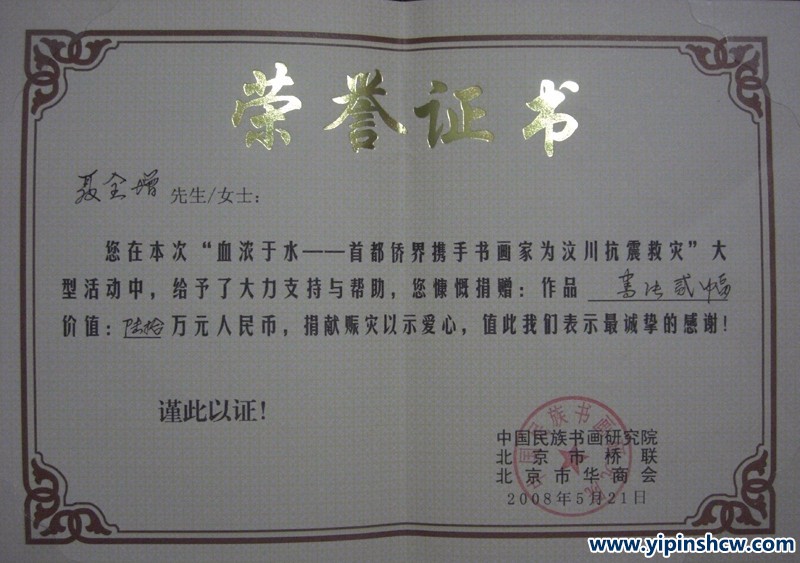 荣誉证书
聂全增 先生/女士：
您在本次“血浓于水——首都侨界携手书画家为汶川抗震救灾”大
型活动中，给予了大力支持与帮助，您慷慨捐赠：作品 书法贰幅
价值：陆拾万元人民币，捐献赈灾以示爱心，值此我们表示最诚挚的感谢！
谨此以证！
中国民族书画研究院
北京市桥联
北京市华商会
2008年5月21日
www.yipinshcw.com